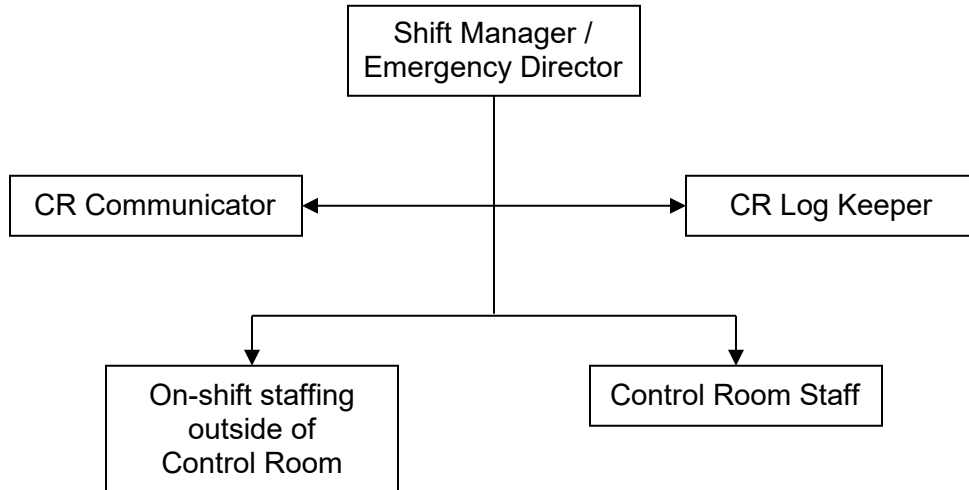 Shift Manager /
Emergency Director
CR Communicator
CR Log Keeper
On-shift staffing
outside of
Control Room
Control Room Staff